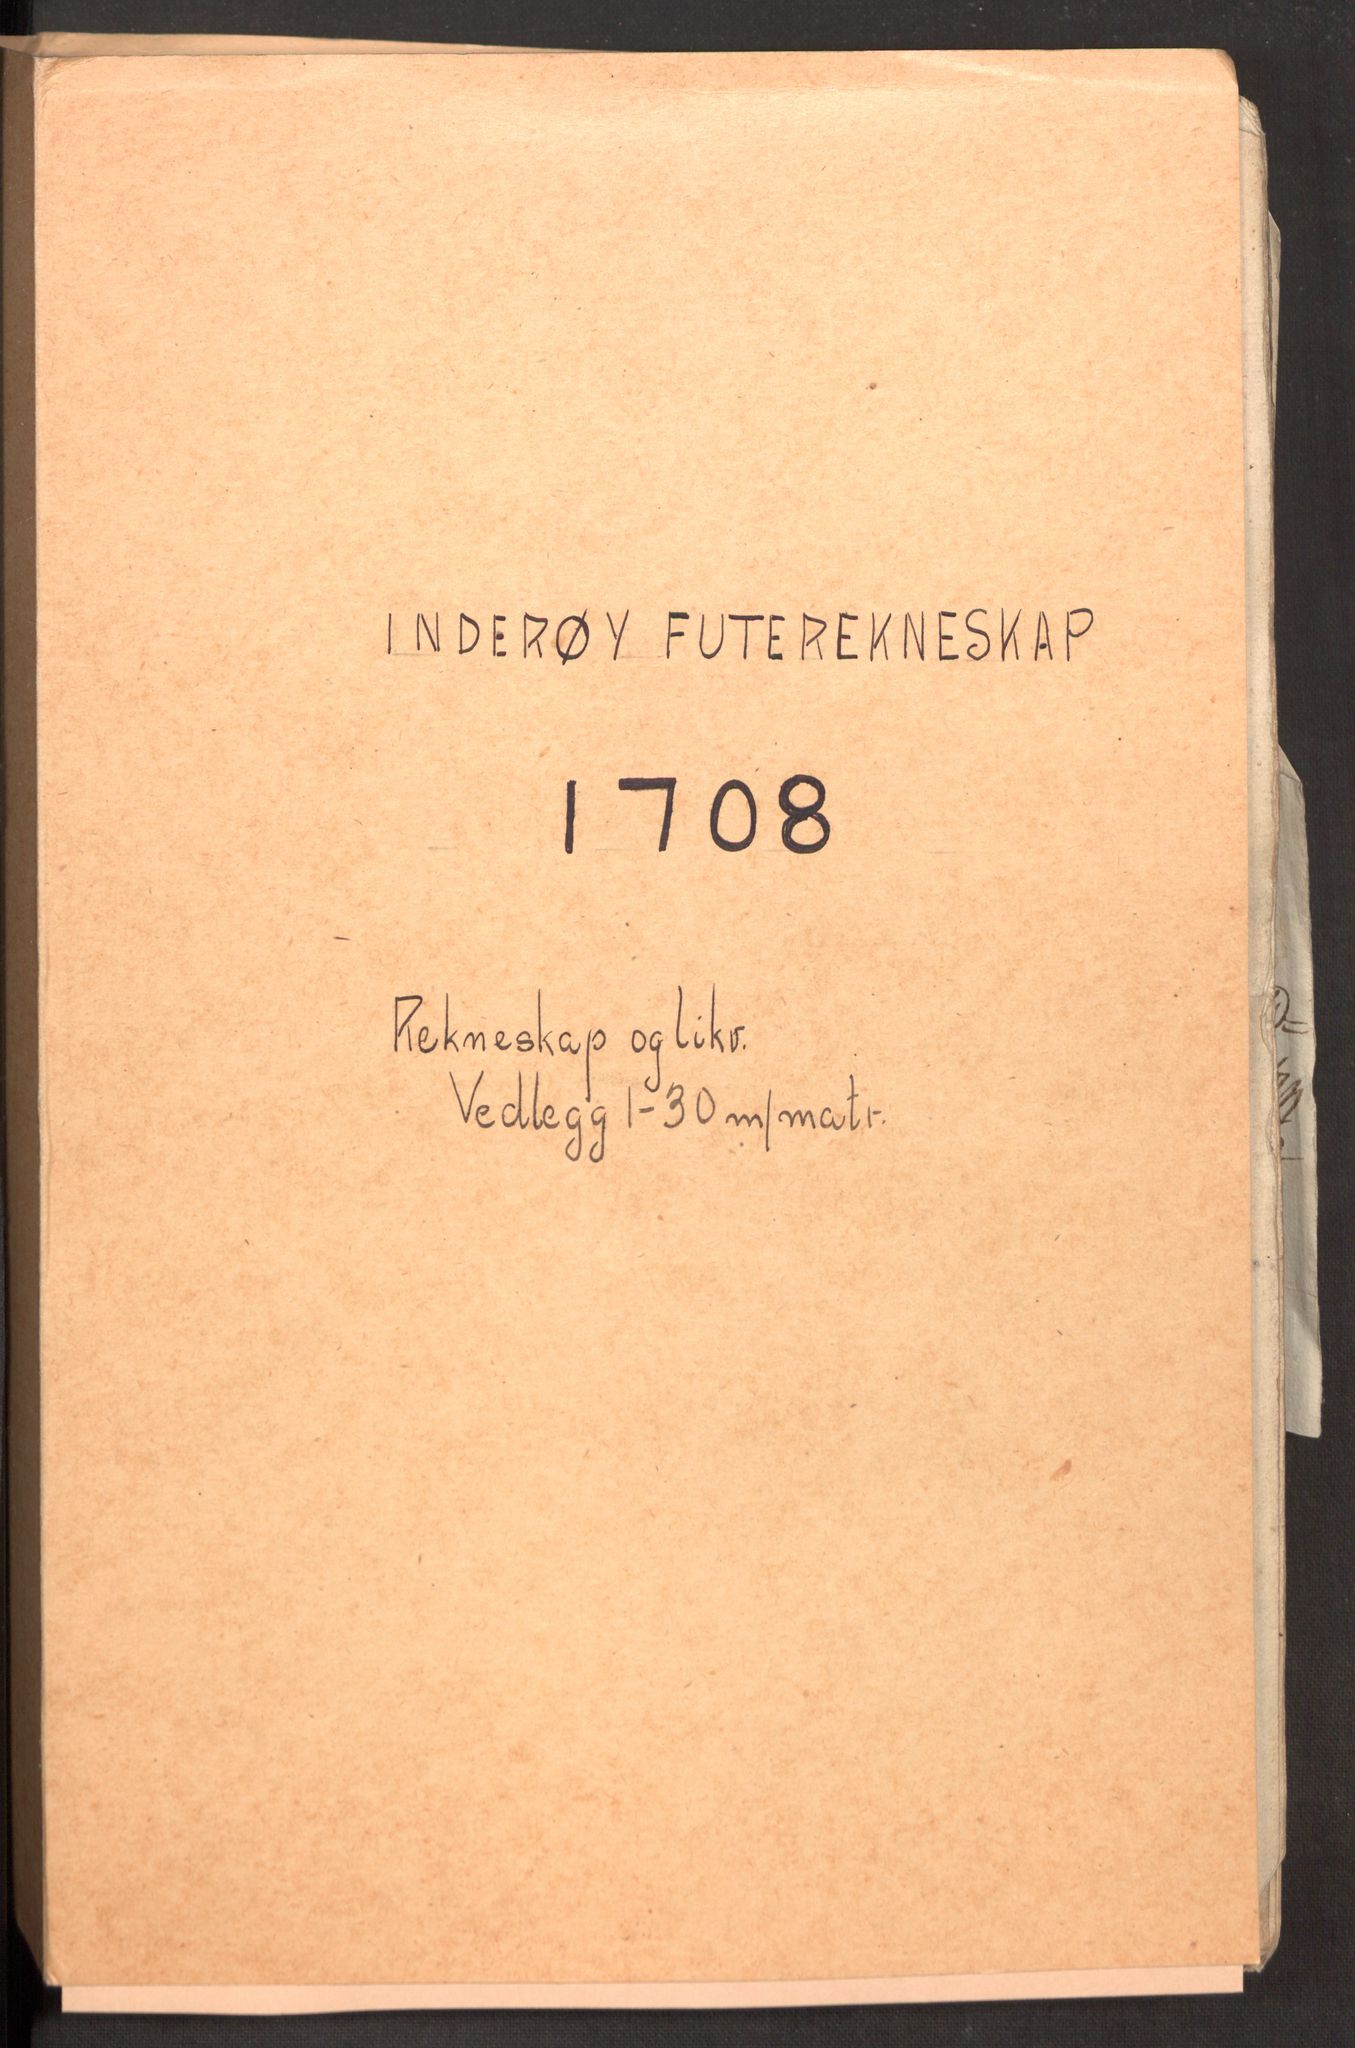 INDERØY FUTEREKNESKAP
1708
Rekneskap og likv.
Vedlegg 1-30 m/matr.